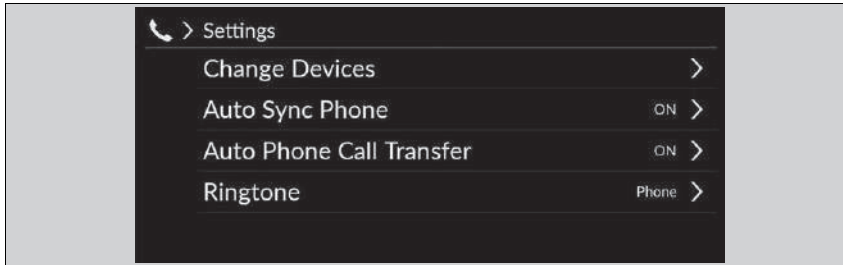 Settings
Change Devices
Auto Sync Phone ON
Auto Phone Call Transfer ON
Ringtone Phone